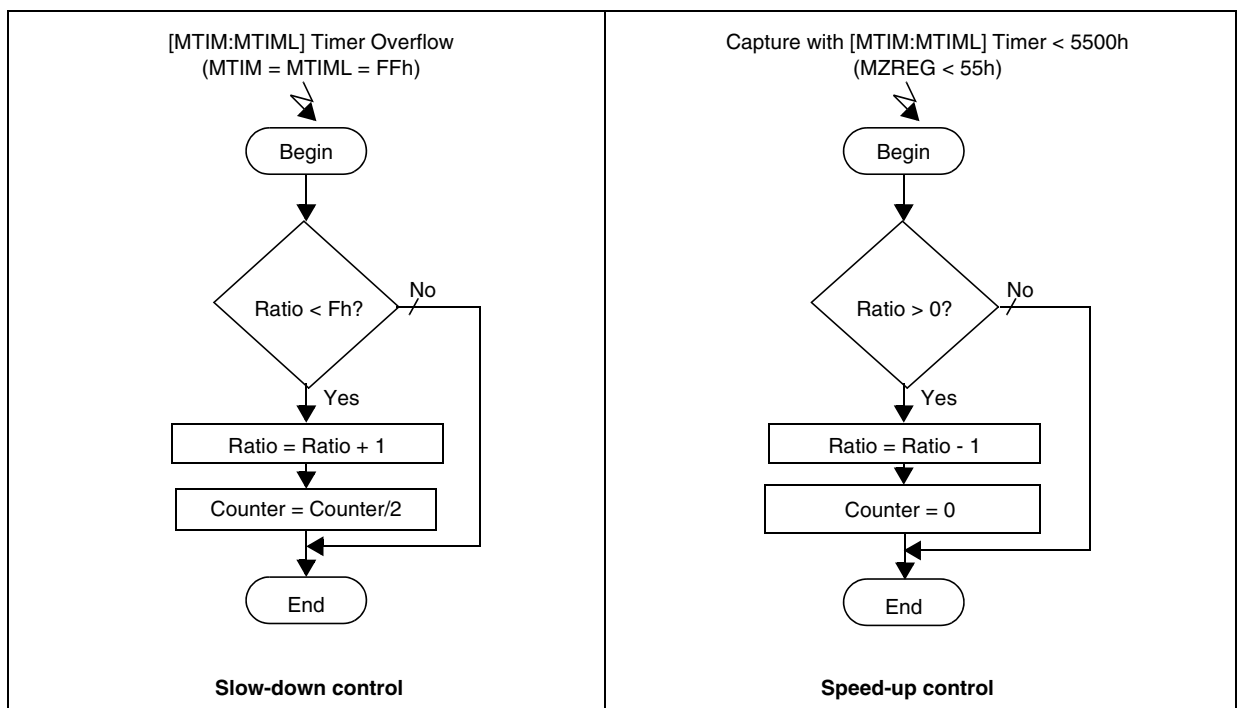 [MTIM:MTIML] Timer Overflow
(MTIM = MTIML = FFh)
Begin
Ratio < Fh?
No
Yes
Ratio = Ratio + 1
Counter = Counter/2
End
Slow-down control
Capture with [MTIM:MTIML] Timer < 5500h
(MZREG < 55h)
Begin
Ratio > 0?
No
Yes
Ratio = Ratio - 1
Counter = 0
End
Speed-up control